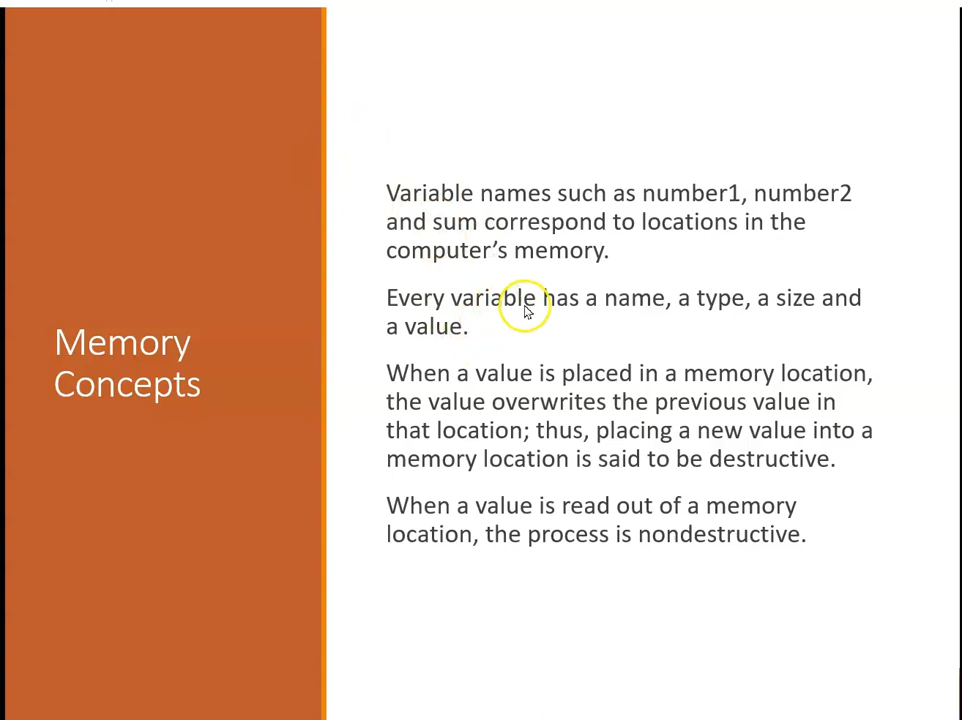 Memory
Concepts
Variable names such as number1, number2
and sum correspond to locations in the
computer’s memory.
Every variable has a name, a type, a size and
a value.
When a value is placed in a memory location,
the value overwrites the previous value in
that location; thus, placing a new value into a
memory location is said to be destructive.
When a value is read out of a memory
location, the process is nondestructive.